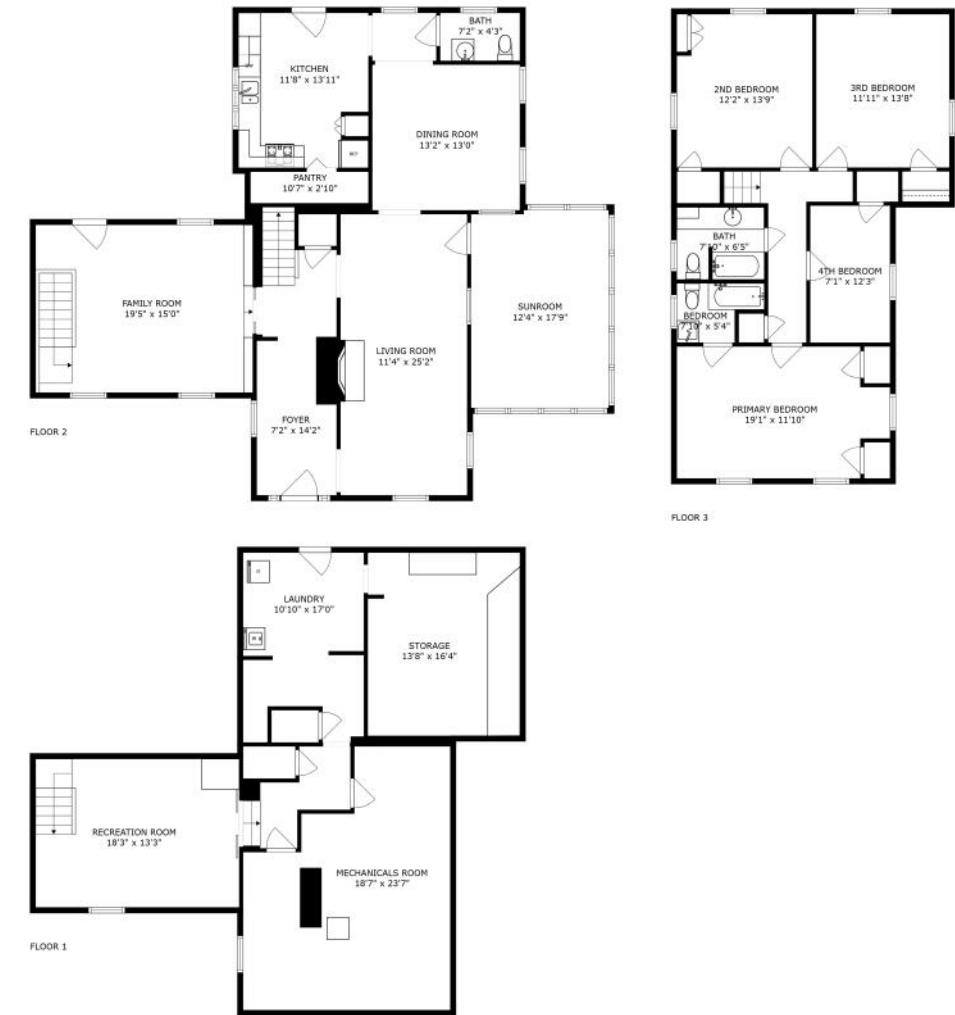 BATH
7'2" x 4'3"
KITCHEN
11'8" x 13'11"
DINING ROOM
13'2" x 13'0"
REF
PANTRY
10'7" x 2'10"
FAMILY ROOM
19'5" x 15'0"
SUNROOM
12'4" x 17'9"
LIVING ROOM
11'4" x 25'2"
FOYER
7'2" x 14'2"
FLOOR 2
2ND BEDROOM
12'2" x 13'9"
3RD BEDROOM
11'11" x 13'8"
BATH
7'10" x 6'5"
4TH BEDROOM
7'1" x 12'3"
BEDROOM
7'10" x 5'4"
PRIMARY BEDROOM
19'1" x 11'10"
FLOOR 3
LAUNDRY
10'10" x 17'0"
STORAGE
13'8" x 16'4"
RECREATION ROOM
18'3" x 13'3"
MECHANICALS ROOM
18'7" x 23'7"
FLOOR 1